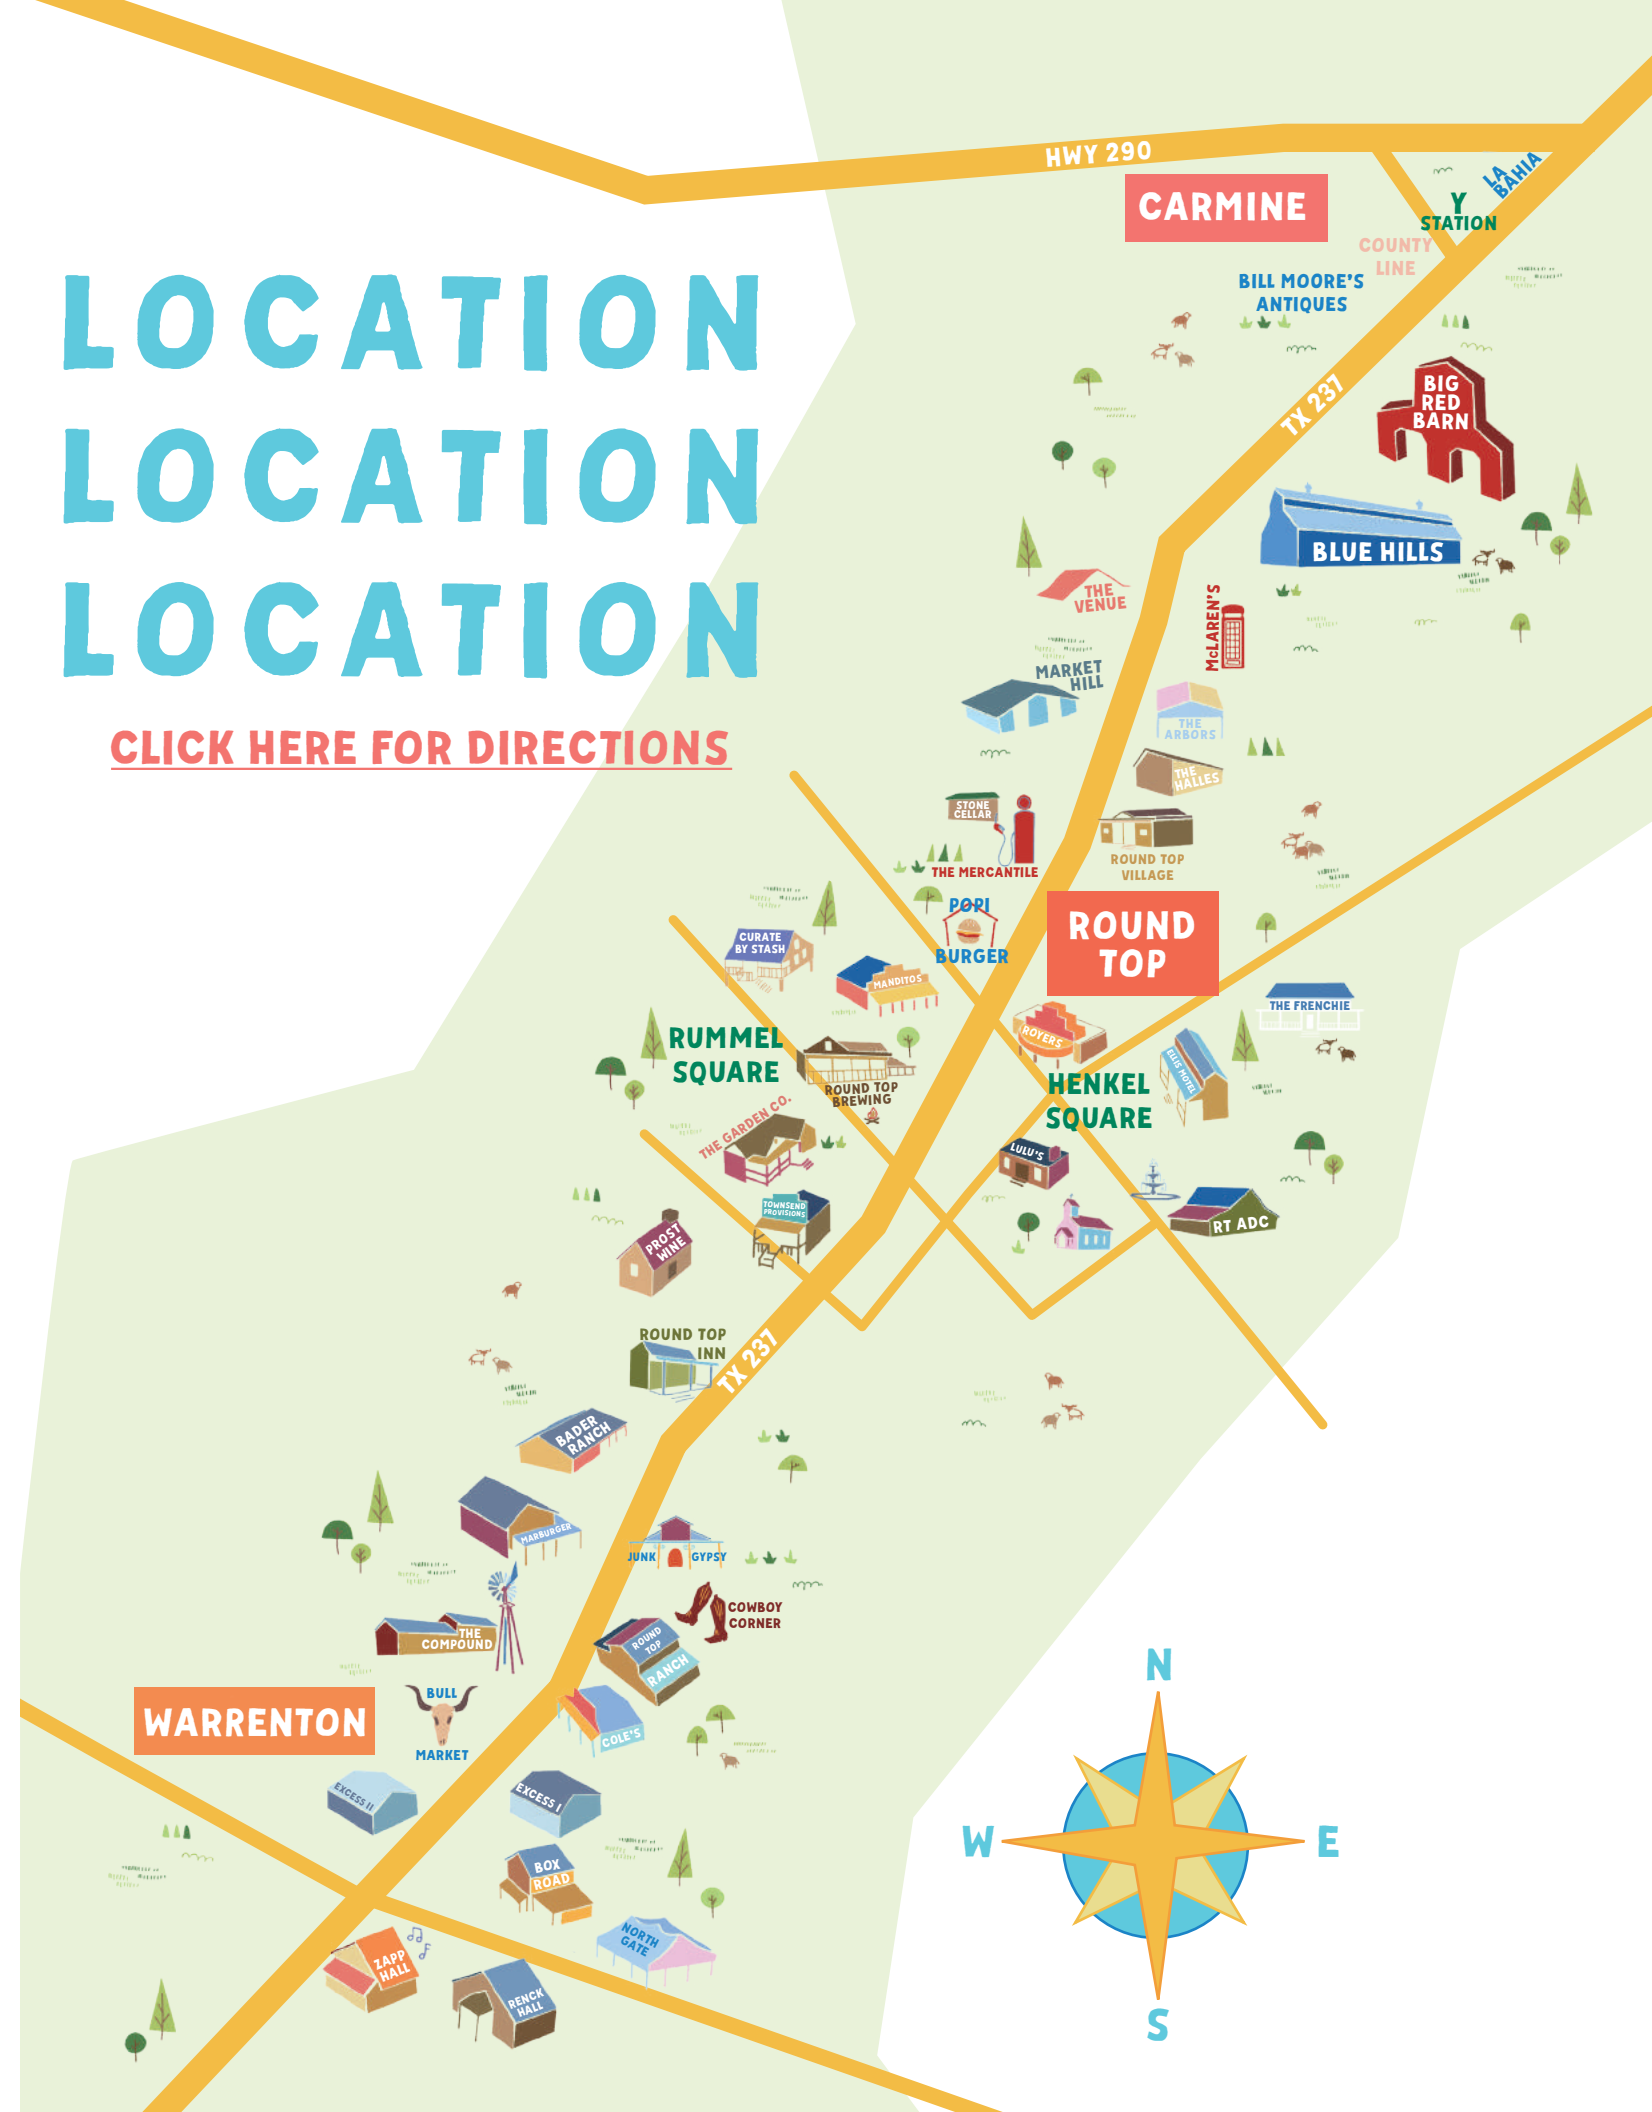 HWY 290
CARMINE
LA
BAHIA
Y
STATION
COUNTY
LINE
BILL MOORE'S
ANTIQUES
LOCATION
LOCATION
LOCATION
CLICK HERE FOR DIRECTIONS
TX 237
BIG
RED
BARN
BLUE HILLS
THE
VENUE
McLAREN'S
MARKET
HILL
THE
ARBORS
THE
HALLES
STONE
CELLAR
THE MERCANTILE
ROUND TOP
VILLAGE
POPI
BURGER
ROUND
TOP
CURATE
BY STASH
MANDITOS
THE FRENCHIE
ROYERS
RUMMEL
SQUARE
ROUND TOP
BREWING
ELLIS MOTEL
HENKEL
SQUARE
THE GARDEN CO.
LULU'S
TOWNSEND
PROVISIONS
RT ADC
PROST
WINE
ROUND TOP
INN
TX 237
BADER
RANCH
MARBURGER
JUNK GYPSY
COWBOY
CORNER
THE
COMPOUND
ROUND
TOP
RANCH
WARRENTON
BULL
MARKET
COLE'S
EXCESS II
EXCESS I
BOX
ROAD
NORTH
GATE
ZAPP
HALL
RENCK
HALL
N
W
E
S